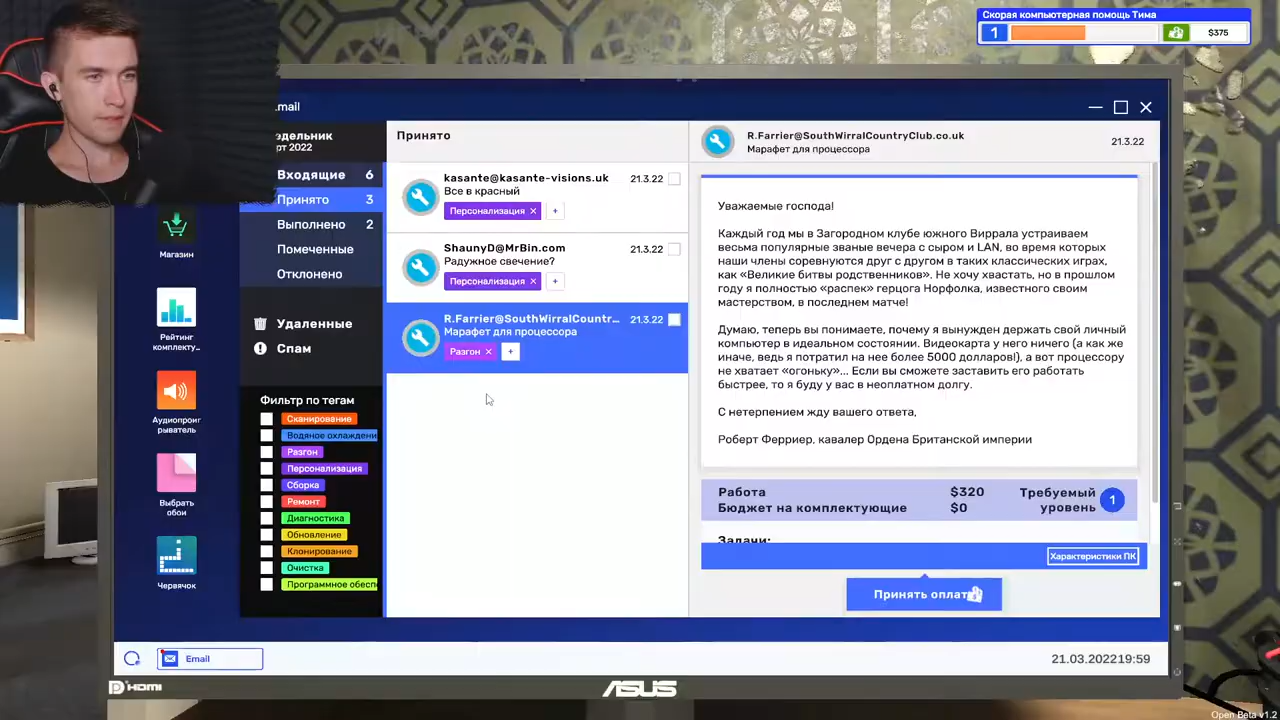 Скорая компьютерная помощь Тима
1
$375
.mail
едельник
рт 2022
Входящие 6
Принято 3
Выполнено 2
Помеченные
Отклонено
Удаленные
Спам
Фильтр по тегам
Сканирование
Водяное охлаждени
Разгон
Персонализация
Сборка
Ремонт
Диагностика
Обновление
Клонирование
Очистка
Программное обеспе
Магазин
Рейтинг
комплекту...
Аудиопроиг
рыватель
Выбрать
обои
Червячок
Принято
kasante@kasante-visions.uk 21.3.22
Все в красный
Персонализация × +
ShaunyD@MrBin.com 21.3.22
Радужное свечение?
Персонализация × +
R.Farrier@SouthWirralCountr... 21.3.22
Марафет для процессора
Разгон × +
R.Farrier@SouthWirralCountryClub.co.uk
Марафет для процессора
21.3.22
Уважаемые господа!
Каждый год мы в Загородном клубе южного Виррала устраиваем
весьма популярные званые вечера с сыром и LAN, во время которых
наши члены соревнуются друг с другом в таких классических играх,
как «Великие битвы родственников». Не хочу хвастать, но в прошлом
году я полностью «распек» герцога Норфолка, известного своим
мастерством, в последнем матче!
Думаю, теперь вы понимаете, почему я вынужден держать свой личный
компьютер в идеальном состоянии. Видеокарта у него ничего (а как же
иначе, ведь я потратил на нее более 5000 долларов!), а вот процессору
не хватает «огоньку»... Если вы сможете заставить его работать
быстрее, то я буду у вас в неоплатном долгу.
С нетерпением жду вашего ответа,
Роберт Ферриер, кавалер Ордена Британской империи
Работа $320
Бюджет на комплектующие $0
Требуемый
уровень 1
Задачи:
Характеристики ПК
Принять оплат
Email
21.03.2022 19:59
HDMI
ASUS
Open Beta v1.2